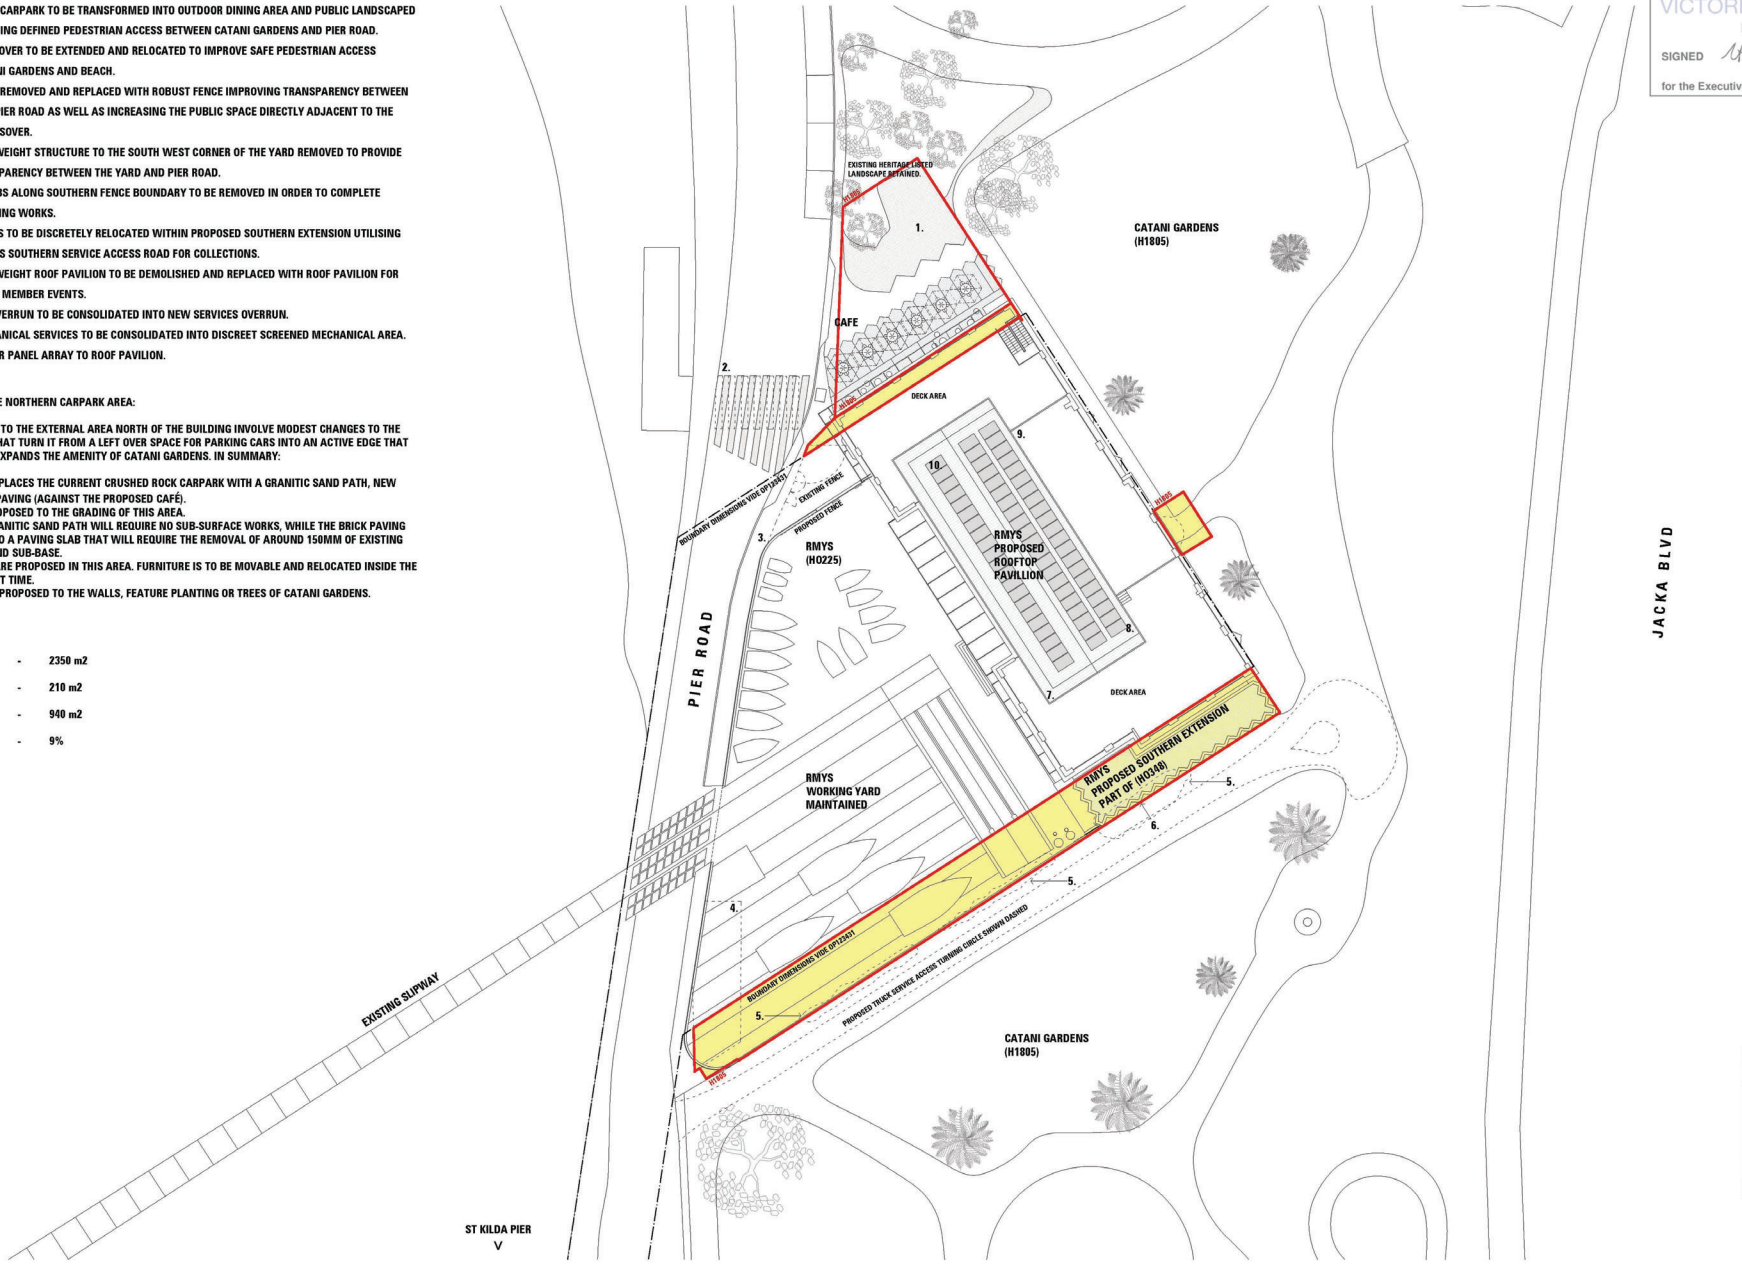 CARPARK TO BE TRANSFORMED INTO OUTDOOR DINING AREA AND PUBLIC LANDSCAPED
ING DEFINED PEDESTRIAN ACCESS BETWEEN CATANI GARDENS AND PIER ROAD.
OVER TO BE EXTENDED AND RELOCATED TO IMPROVE SAFE PEDESTRIAN ACCESS
NI GARDENS AND BEACH.
REMOVED AND REPLACED WITH ROBUST FENCE IMPROVING TRANSPARENCY BETWEEN
PIER ROAD AS WELL AS INCREASING THE PUBLIC SPACE DIRECTLY ADJACENT TO THE
SOVER.
WEIGHT STRUCTURE TO THE SOUTH WEST CORNER OF THE YARD REMOVED TO PROVIDE
PARENCY BETWEEN THE YARD AND PIER ROAD.
BS ALONG SOUTHERN FENCE BOUNDARY TO BE REMOVED IN ORDER TO COMPLETE
ING WORKS.
S TO BE DISCRETELY RELOCATED WITHIN PROPOSED SOUTHERN EXTENSION UTILISING
S SOUTHERN SERVICE ACCESS ROAD FOR COLLECTIONS.
WEIGHT ROOF PAVILION TO BE DEMOLISHED AND REPLACED WITH ROOF PAVILION FOR
MEMBER EVENTS.
VERRUN TO BE CONSOLIDATED INTO NEW SERVICES OVERRUN.
ANICAL SERVICES TO BE CONSOLIDATED INTO DISCREET SCREENED MECHANICAL AREA.
R PANEL ARRAY TO ROOF PAVILION.
E NORTHERN CARPARK AREA:
TO THE EXTERNAL AREA NORTH OF THE BUILDING INVOLVE MODEST CHANGES TO THE
HAT TURN IT FROM A LEFT OVER SPACE FOR PARKING CARS INTO AN ACTIVE EDGE THAT
XPANDS THE AMENITY OF CATANI GARDENS. IN SUMMARY:
PLACES THE CURRENT CRUSHED ROCK CARPARK WITH A GRANITIC SAND PATH, NEW
PAVING (AGAINST THE PROPOSED CAFÉ).
OPOSED TO THE GRADING OF THIS AREA.
ANITIC SAND PATH WILL REQUIRE NO SUB-SURFACE WORKS, WHILE THE BRICK PAVING
O A PAVING SLAB THAT WILL REQUIRE THE REMOVAL OF AROUND 150MM OF EXISTING
ND SUB-BASE.
RE PROPOSED IN THIS AREA. FURNITURE IS TO BE MOVABLE AND RELOCATED INSIDE THE
T TIME.
PROPOSED TO THE WALLS, FEATURE PLANTING OR TREES OF CATANI GARDENS.
- 2350 m2
- 210 m2
- 940 m2
- 9%
VICTORI
SIGNED
for the Executiv
EXISTING HERITAGE LISTED
LANDSCAPE RETAINED.
H1805
1.
CATANI GARDENS
(H1805)
CAFE
2.
H1805
DECK AREA
9.
10.
BOUNDARY DIMENSIONS VIDE OP123431
EXISTING FENCE
PROPOSED FENCE
3.
RMYS
(HO225)
RMYS
PROPOSED
ROOFTOP
PAVILLION
H1805
JACKA BLVD
PIER ROAD
8.
7.
DECK AREA
RMYS
PROPOSED SOUTHERN EXTENSION
PART OF (HO348)
RMYS
WORKING YARD
MAINTAINED
5.
6.
5.
4.
BOUNDARY DIMENSIONS VIDE OP123431
PROPOSED TRUCK SERVICE ACCESS TURNING CIRCLE SHOWN DASHED
EXISTING SLIPWAY
5.
H1805
CATANI GARDENS
(H1805)
ST KILDA PIER
V